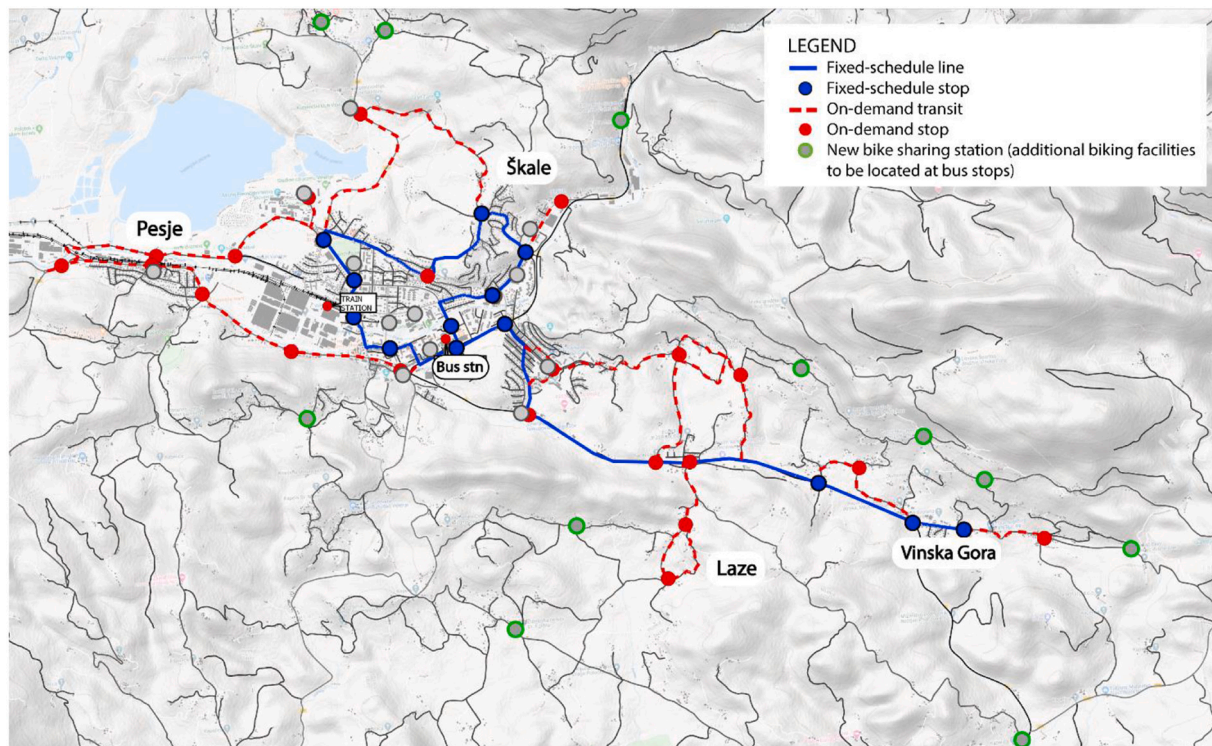 LEGEND
Fixed-schedule line
Fixed-schedule stop
On-demand transit
On-demand stop
New bike sharing station (additional biking facilities
to be located at bus stops)
Škale
Pesje
TRAIN
STATION
Bus stn
Laze
Vinska Gora